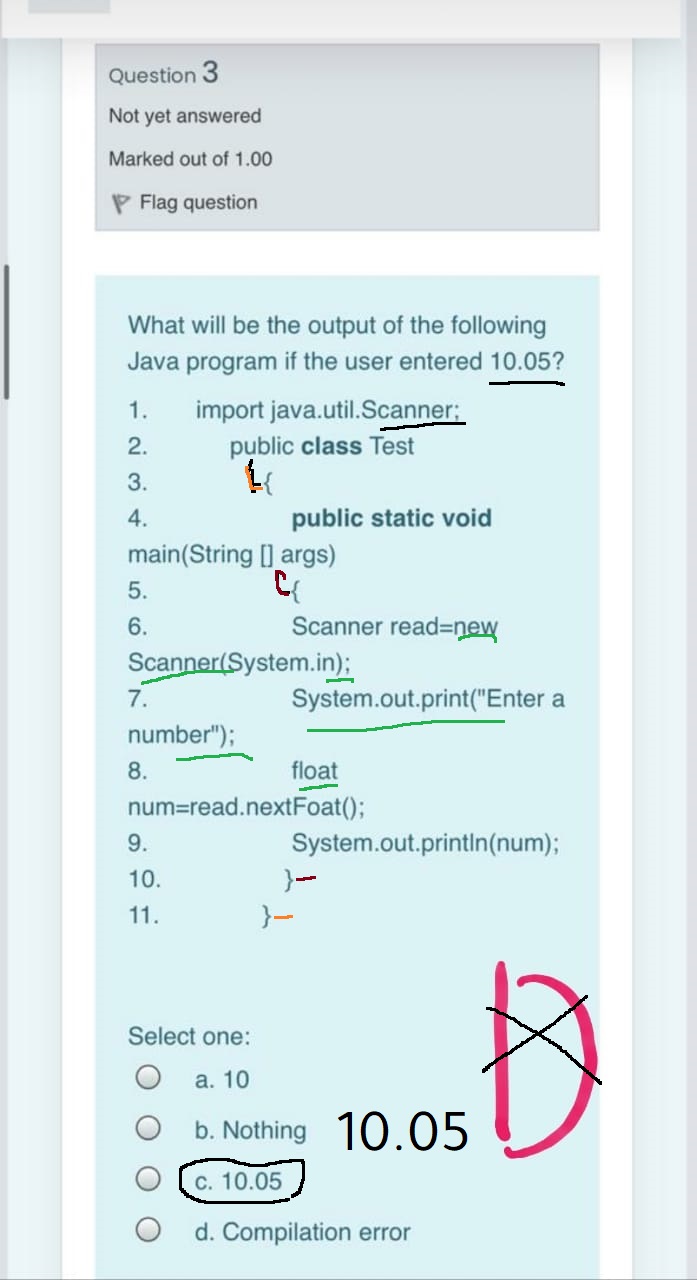 Question 3
Not yet answered
Marked out of 1.00
Flag question
What will be the output of the following
Java program if the user entered 10.05?
1. import java.util.Scanner;
2. public class Test
3. {
4. public static void
main(String [] args)
5. {
6. Scanner read=new
Scanner(System.in);
7. System.out.print("Enter a
number");
8. float
num=read.nextFoat();
9. System.out.println(num);
10. }
11. }
D
Select one:
a. 10
b. Nothing 10.05
c. 10.05
d. Compilation error